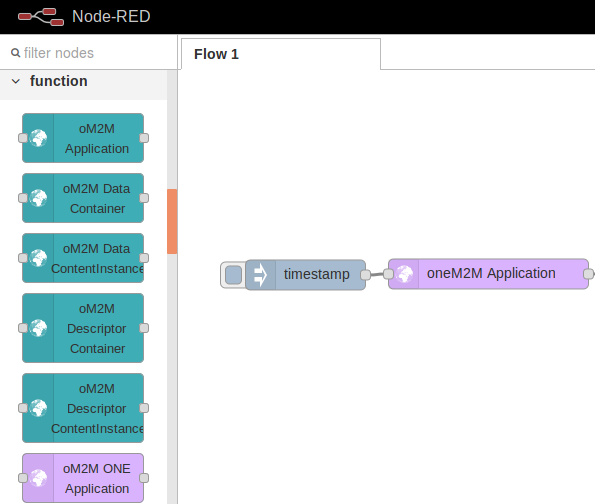 Node-RED
filter nodes
Flow 1
function
oM2M
Application
oM2M Data
Container
oM2M Data
ContentInstance
oM2M
Descriptor
Container
oM2M
Descriptor
ContentInstance
oM2M ONE
Application
timestamp
oneM2M Application